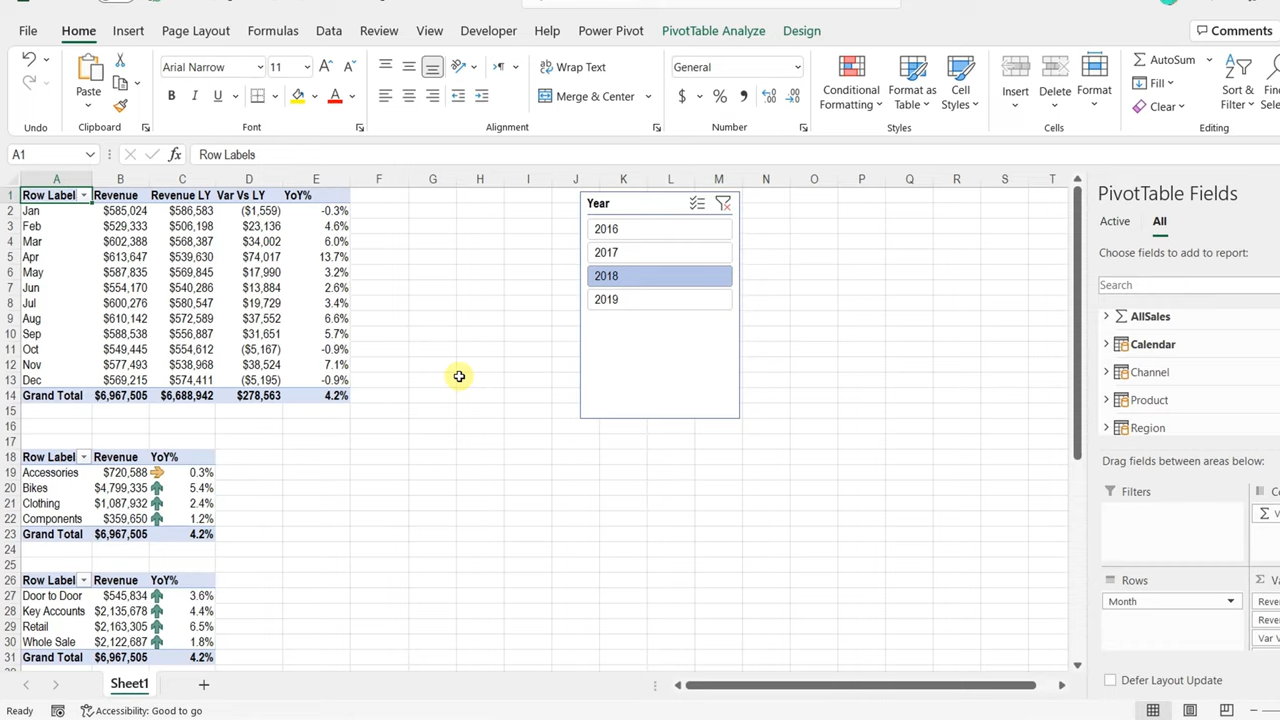 File Home Insert Page Layout Formulas Data Review View Developer Help Power Pivot PivotTable Analyze Design Comments
Arial Narrow 11 A A Wrap Text General AutoSum
Paste B I U A Merge & Center $ % Conditional Formatting Format as Table Cell Styles Insert Delete Format Fill Clear Sort & Filter
Undo Clipboard Font Alignment Number Styles Cells Editing
A1 fx Row Labels
A B C D E F G H I J K L M N O P Q R S T
1 Row Label Revenue Revenue LY Var Vs LY YoY%
2 Jan $585,024 $586,583 ($1,559) -0.3%
3 Feb $529,333 $506,198 $23,136 4.6%
4 Mar $602,388 $568,387 $34,002 6.0%
5 Apr $613,647 $539,630 $74,017 13.7%
6 May $587,835 $569,845 $17,990 3.2%
7 Jun $554,170 $540,286 $13,884 2.6%
8 Jul $600,276 $580,547 $19,729 3.4%
9 Aug $610,142 $572,589 $37,552 6.6%
10 Sep $588,538 $556,887 $31,651 5.7%
11 Oct $549,445 $554,612 ($5,167) -0.9%
12 Nov $577,493 $538,968 $38,524 7.1%
13 Dec $569,215 $574,411 ($5,195) -0.9%
14 Grand Total $6,967,505 $6,688,942 $278,563 4.2%
15
16
17
18 Row Label Revenue YoY%
19 Accessories $720,588 0.3%
20 Bikes $4,799,335 5.4%
21 Clothing $1,087,932 2.4%
22 Components $359,650 1.2%
23 Grand Total $6,967,505 4.2%
24
25
26 Row Label Revenue YoY%
27 Door to Door $545,834 3.6%
28 Key Accounts $2,135,678 4.4%
29 Retail $2,163,305 6.5%
30 Whole Sale $2,122,687 1.8%
31 Grand Total $6,967,505 4.2%
Year
2016
2017
2018
2019
PivotTable Fields
Active All
Choose fields to add to report:
Search
AllSales
Calendar
Channel
Product
Region
Drag fields between areas below:
Filters
Rows
Month
Defer Layout Update
Sheet1
Ready Accessibility: Good to go